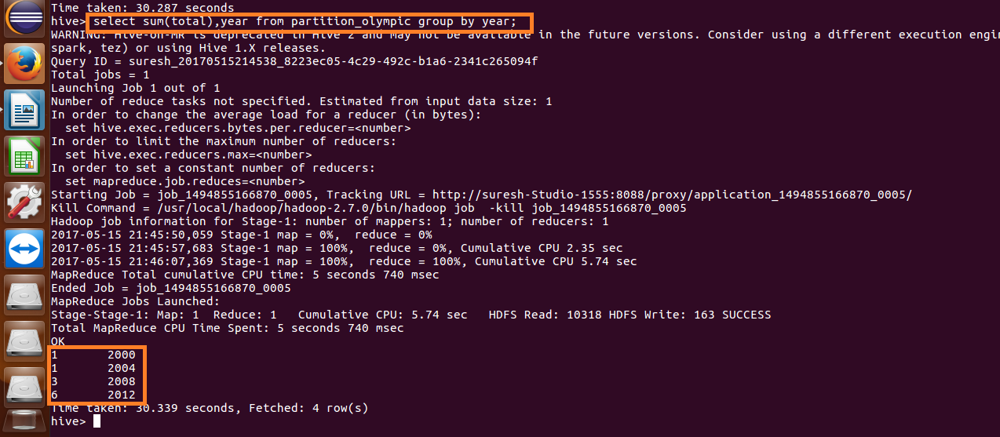 Time taken: 30.287 seconds
hive> select sum(total),year from partition_olympic group by year;
WARNING: Hive-on-MR is deprecated in Hive 2 and may not be available in the future versions. Consider using a different execution engin
spark, tez) or using Hive 1.X releases.
Query ID = suresh_20170515214538_8223ec05-4c29-492c-b1a6-2341c265094f
Total jobs = 1
Launching Job 1 out of 1
Number of reduce tasks not specified. Estimated from input data size: 1
In order to change the average load for a reducer (in bytes):
  set hive.exec.reducers.bytes.per.reducer=<number>
In order to limit the maximum number of reducers:
  set hive.exec.reducers.max=<number>
In order to set a constant number of reducers:
  set mapreduce.job.reduces=<number>
Starting Job = job_1494855166870_0005, Tracking URL = http://suresh-Studio-1555:8088/proxy/application_1494855166870_0005/
Kill Command = /usr/local/hadoop/hadoop-2.7.0/bin/hadoop job  -kill job_1494855166870_0005
Hadoop job information for Stage-1: number of mappers: 1; number of reducers: 1
2017-05-15 21:45:50,059 Stage-1 map = 0%,  reduce = 0%
2017-05-15 21:45:57,683 Stage-1 map = 100%,  reduce = 0%, Cumulative CPU 2.35 sec
2017-05-15 21:46:07,369 Stage-1 map = 100%,  reduce = 100%, Cumulative CPU 5.74 sec
MapReduce Total cumulative CPU time: 5 seconds 740 msec
Ended Job = job_1494855166870_0005
MapReduce Jobs Launched:
Stage-Stage-1: Map: 1  Reduce: 1   Cumulative CPU: 5.74 sec   HDFS Read: 10318 HDFS Write: 163 SUCCESS
Total MapReduce CPU Time Spent: 5 seconds 740 msec
OK
1       2000
1       2004
3       2008
6       2012
Time taken: 30.339 seconds, Fetched: 4 row(s)
hive>